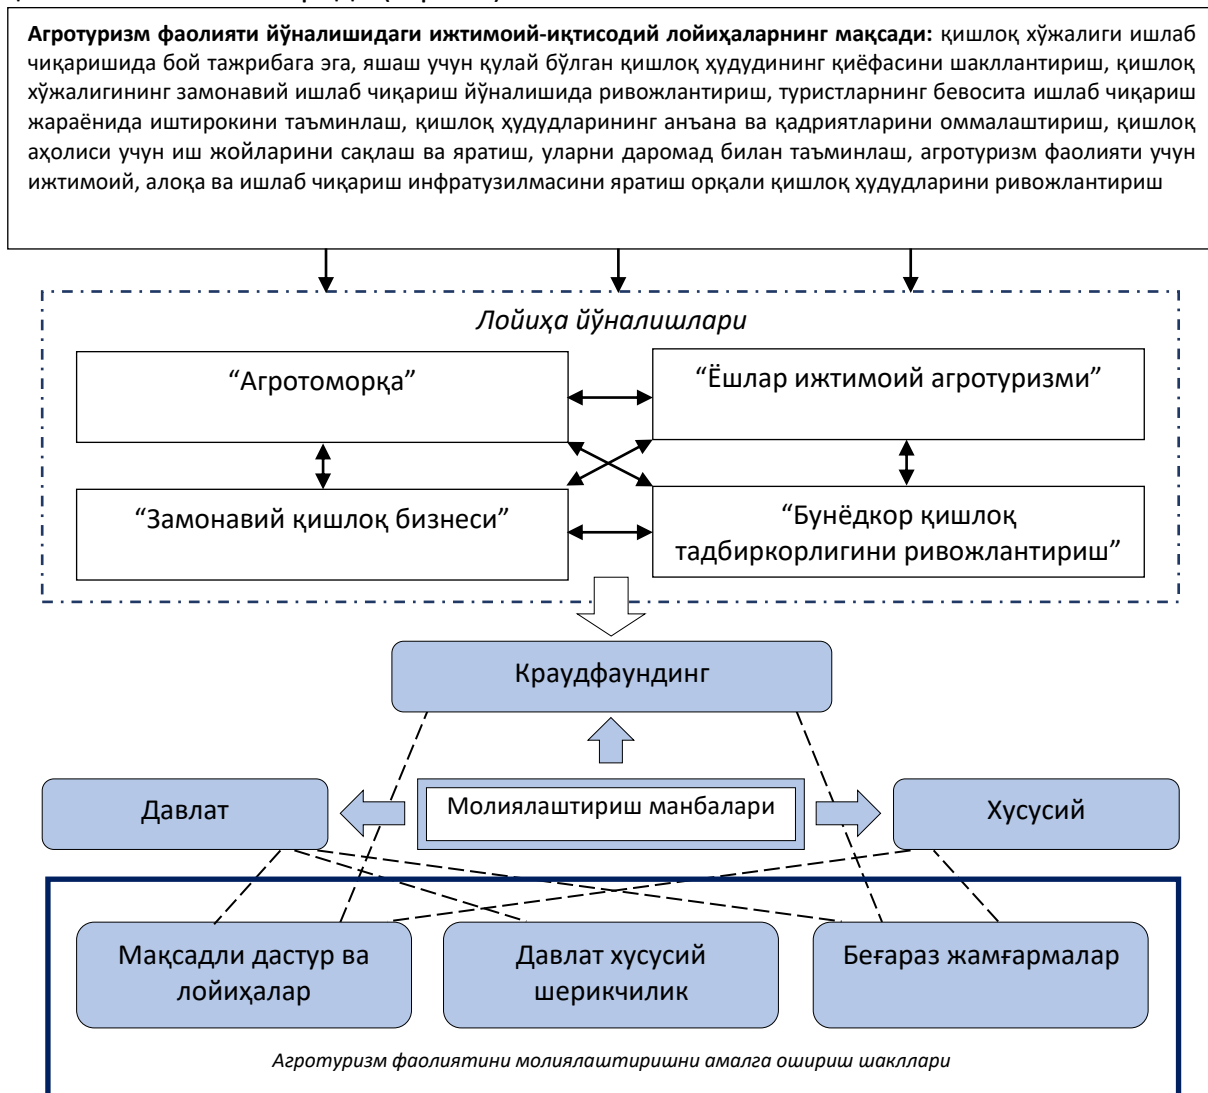 Агротуризм фаолияти йўналишидаги ижтимоий-иқтисодий лойиҳаларнинг мақсади: қишлоқ хўжалиги ишлаб
чиқаришида бой тажрибага эга, яшаш учун қулай бўлган қишлоқ ҳудудининг қиёфасини шакллантириш, қишлоқ
хўжалигининг замонавий ишлаб чиқариш йўналишида ривожлантириш, туристларнинг бевосита ишлаб чиқариш
жараёнида иштирокини таъминлаш, қишлоқ ҳудудларининг анъана ва қадриятларини оммалаштириш, қишлоқ
аҳолиси учун иш жойларини сақлаш ва яратиш, уларни даромад билан таъминлаш, агротуризм фаолияти учун
ижтимоий, алоқа ва ишлаб чиқариш инфратузилмасини яратиш орқали қишлоқ ҳудудларини ривожлантириш
Лойиҳа йўналишлари
“Агротоморқа”
“Ёшлар ижтимоий агротуризми”
“Замонавий қишлоқ бизнеси”
“Бунёдкор қишлоқ
тадбиркорлигини ривожлантириш”
Краудфаундинг
Давлат
Молиялаштириш манбалари
Хусусий
Мақсадли дастур ва
лойиҳалар
Давлат хусусий
шерикчилик
Беғараз жамғармалар
Агротуризм фаолиятини молиялаштиришни амалга ошириш шакллари